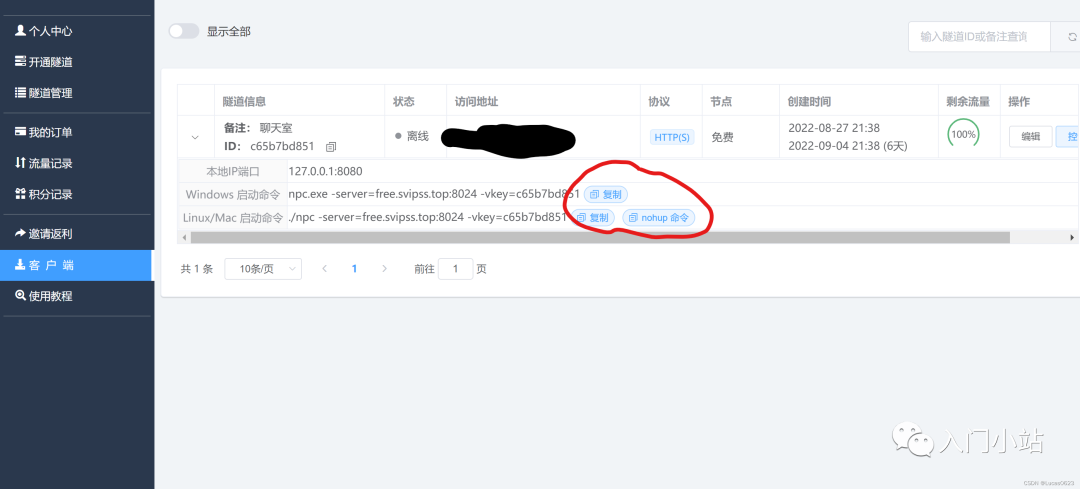 个人中心
开通隧道
隧道管理
我的订单
流量记录
积分记录
邀请返利
客 户 端
使用教程
显示全部
输入隧道ID或备注查询
隧道信息 状态 访问地址 协议 节点 创建时间 剩余流量 操作
备注： 聊天室
ID： c65b7bd851
离线
HTTP(S)
免费
2022-08-27 21:38
2022-09-04 21:38 (6天)
100%
编辑
控
本地IP端口 127.0.0.1:8080
Windows 启动命令 npc.exe -server=free.svipss.top:8024 -vkey=c65b7bd851 复制
Linux/Mac 启动命令 ./npc -server=free.svipss.top:8024 -vkey=c65b7bd851 复制 nohup 命令
共 1 条 10条/页 1 前往 1 页
入门小站
CSDN @Lucas0623